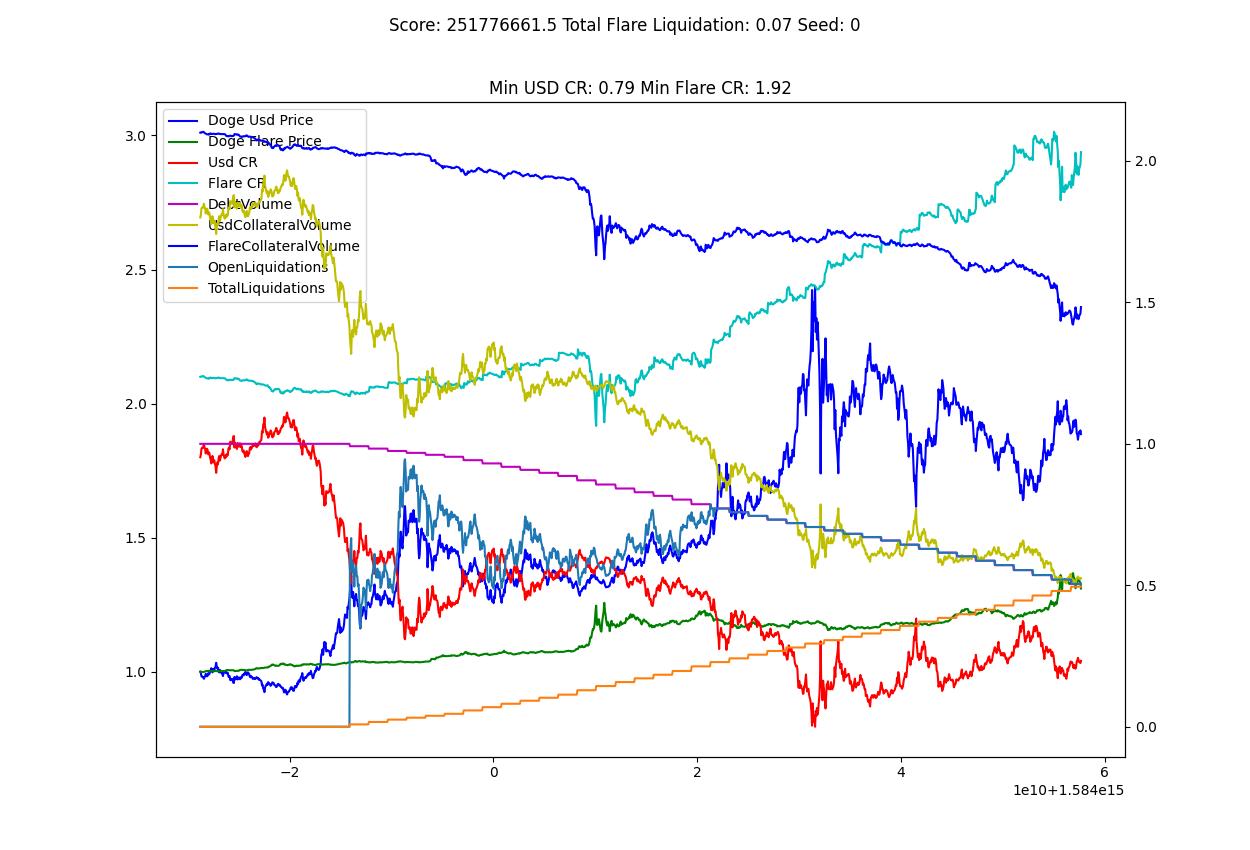 Score: 251776661.5 Total Flare Liquidation: 0.07 Seed: 0
Min USD CR: 0.79 Min Flare CR: 1.92
Doge Usd Price
Doge Flare Price
Usd CR
Flare CR
DebtVolume
UsdCollateralVolume
FlareCollateralVolume
OpenLiquidations
TotalLiquidations
3.0
2.5
2.0
1.5
1.0
2.0
1.5
1.0
0.5
0.0
−2
0
2
4
6
1e10+1.584e15